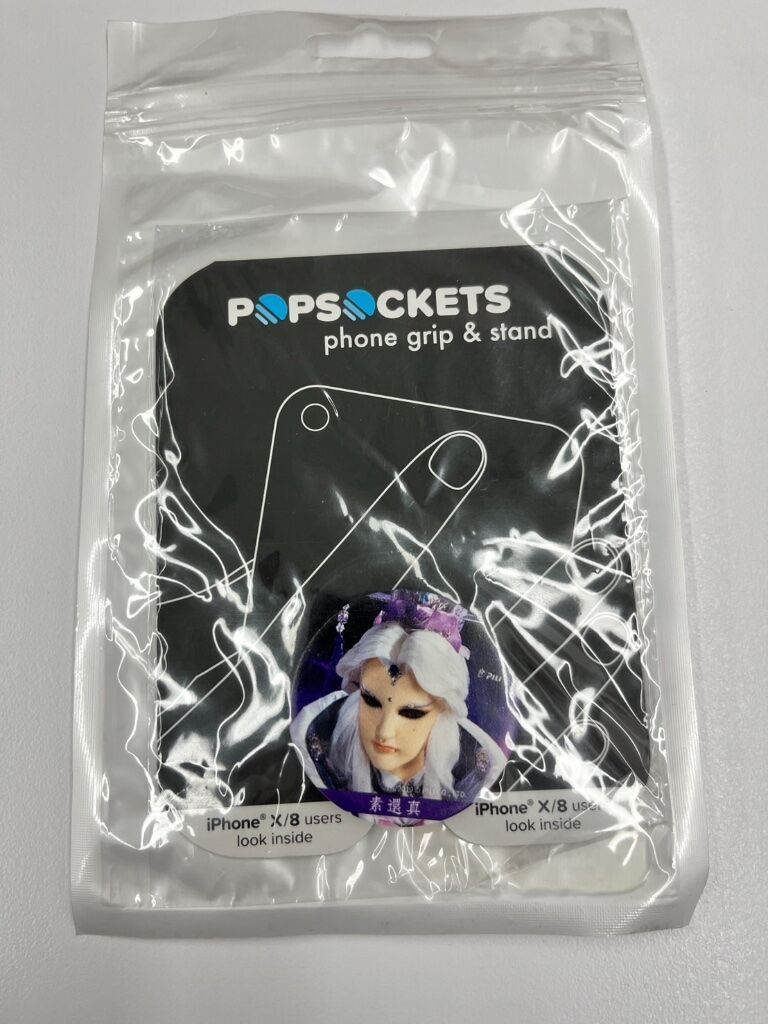 POPSOCKETS
phone grip & stand
素還真
iPhone® X/8 users
look inside
iPhone® X/8 users
look inside